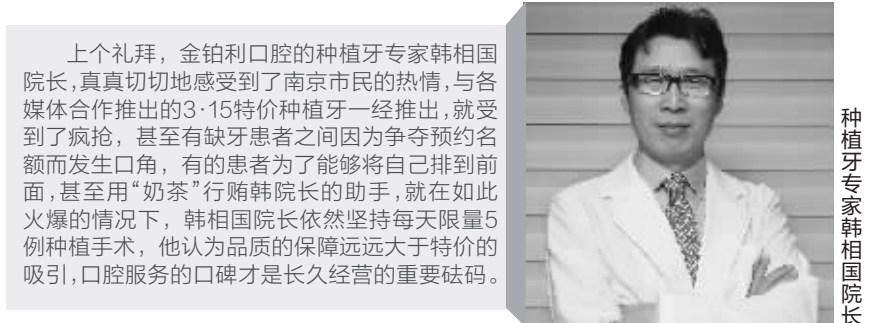 上个礼拜，金铂利口腔的种植牙专家韩相国
院长，真真切切地感受到了南京市民的热情，与各
媒体合作推出的3·15特价种植牙一经推出，就受
到了疯抢，甚至有缺牙患者之间因为争夺预约名
额而发生口角，有的患者为了能够将自己排到前
面，甚至用“奶茶”行贿韩院长的助手，就在如此
火爆的情况下，韩相国院长依然坚持每天限量5
例种植手术，他认为品质的保障远远大于特价的
吸引，口腔服务的口碑才是长久经营的重要砝码。
种植牙专家韩相国院长